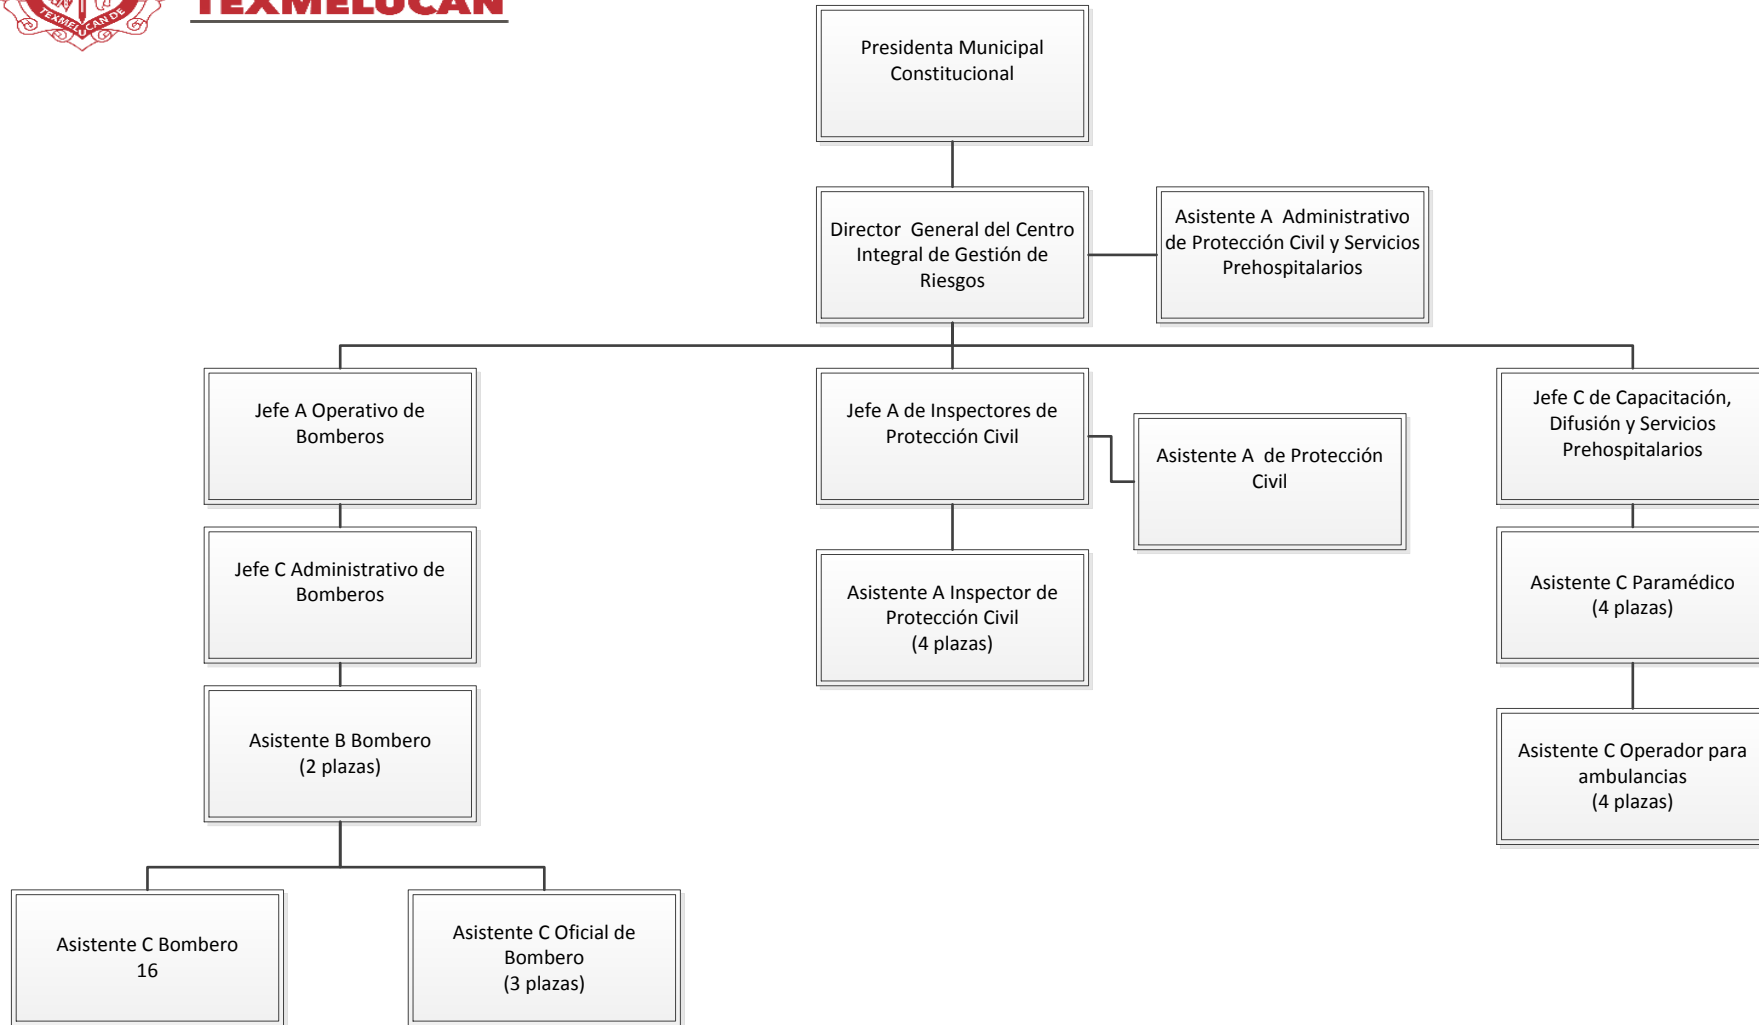 TEXMELUCAN
TEXMELUCAN DE
Presidenta Municipal
Constitucional
Director General del Centro
Integral de Gestión de
Riesgos
Asistente A Administrativo
de Protección Civil y Servicios
Prehospitalarios
Jefe A Operativo de
Bomberos
Jefe A de Inspectores de
Protección Civil
Asistente A de Protección
Civil
Jefe C de Capacitación,
Difusión y Servicios
Prehospitalarios
Jefe C Administrativo de
Bomberos
Asistente A Inspector de
Protección Civil
(4 plazas)
Asistente C Paramédico
(4 plazas)
Asistente B Bombero
(2 plazas)
Asistente C Operador para
ambulancias
(4 plazas)
Asistente C Bombero
16
Asistente C Oficial de
Bombero
(3 plazas)